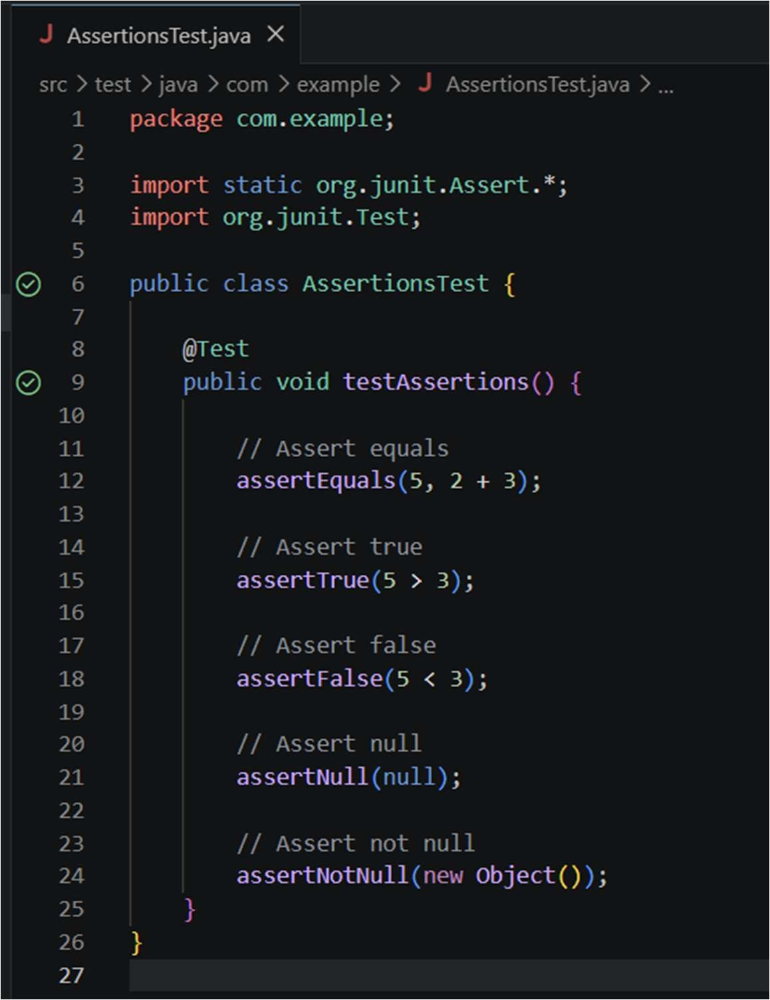 AssertionsTest.java
src > test > java > com > example > AssertionsTest.java > ...
1 package com.example;
2
3 import static org.junit.Assert.*;
4 import org.junit.Test;
5
6 public class AssertionsTest {
7
8     @Test
9     public void testAssertions() {
10
11         // Assert equals
12         assertEquals(5, 2 + 3);
13
14         // Assert true
15         assertTrue(5 > 3);
16
17         // Assert false
18         assertFalse(5 < 3);
19
20         // Assert null
21         assertNull(null);
22
23         // Assert not null
24         assertNotNull(new Object());
25     }
26 }
27